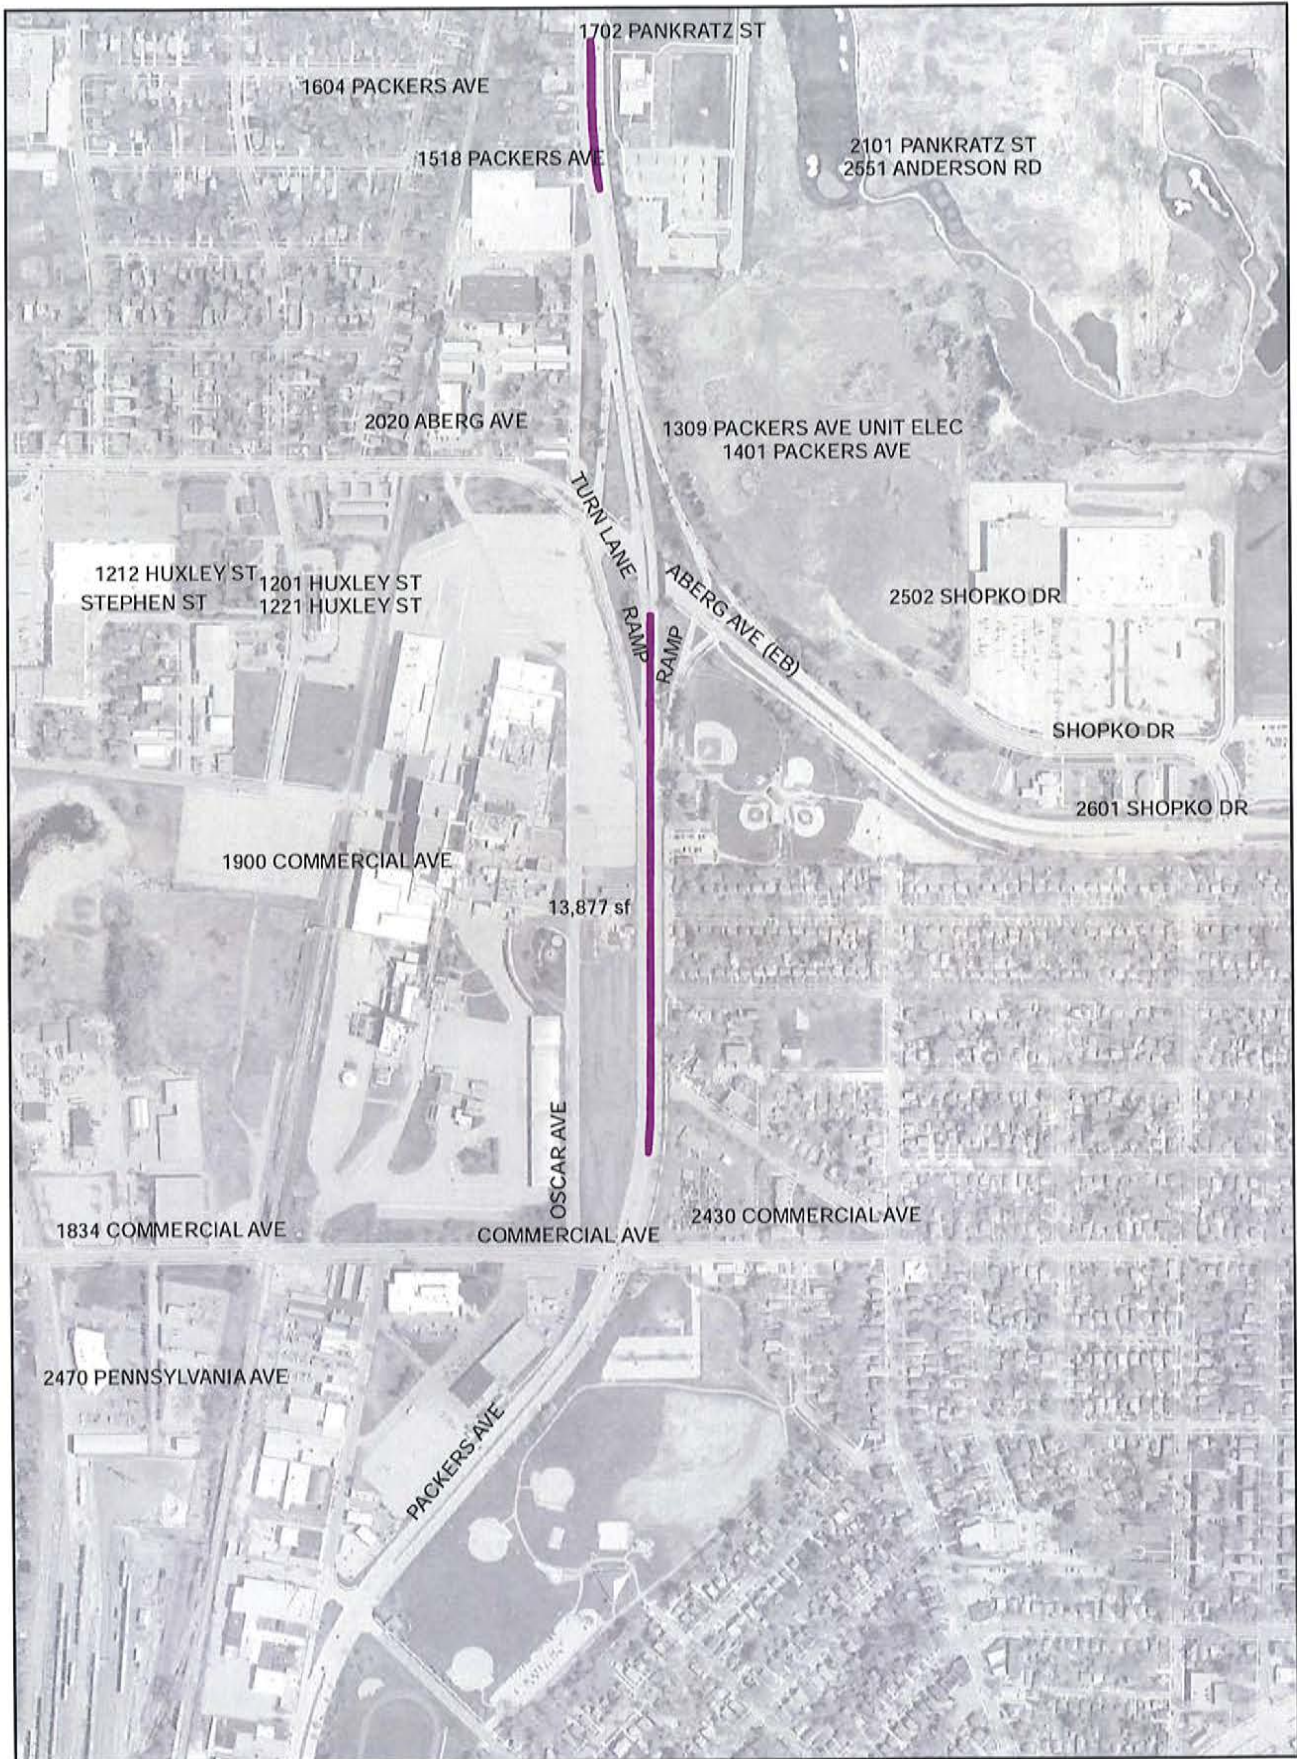 1702 PANKRATZ ST
1604 PACKERS AVE
2101 PANKRATZ ST
1518 PACKERS AVE
2551 ANDERSON RD
2020 ABERG AVE
1309 PACKERS AVE UNIT ELEC
1401 PACKERS AVE
TURN LANE
1212 HUXLEY ST
1201 HUXLEY ST
ABERG AVE (EB)
2502 SHOPKO DR
STEPHEN ST
1221 HUXLEY ST
RAMP
RAMP
SHOPKO DR
2601 SHOPKO DR
1900 COMMERCIAL AVE
13,877 sf
OSCAR AVE
2430 COMMERCIAL AVE
1834 COMMERCIAL AVE
COMMERCIAL AVE
2470 PENNSYLVANIA AVE
PACKERS AVE